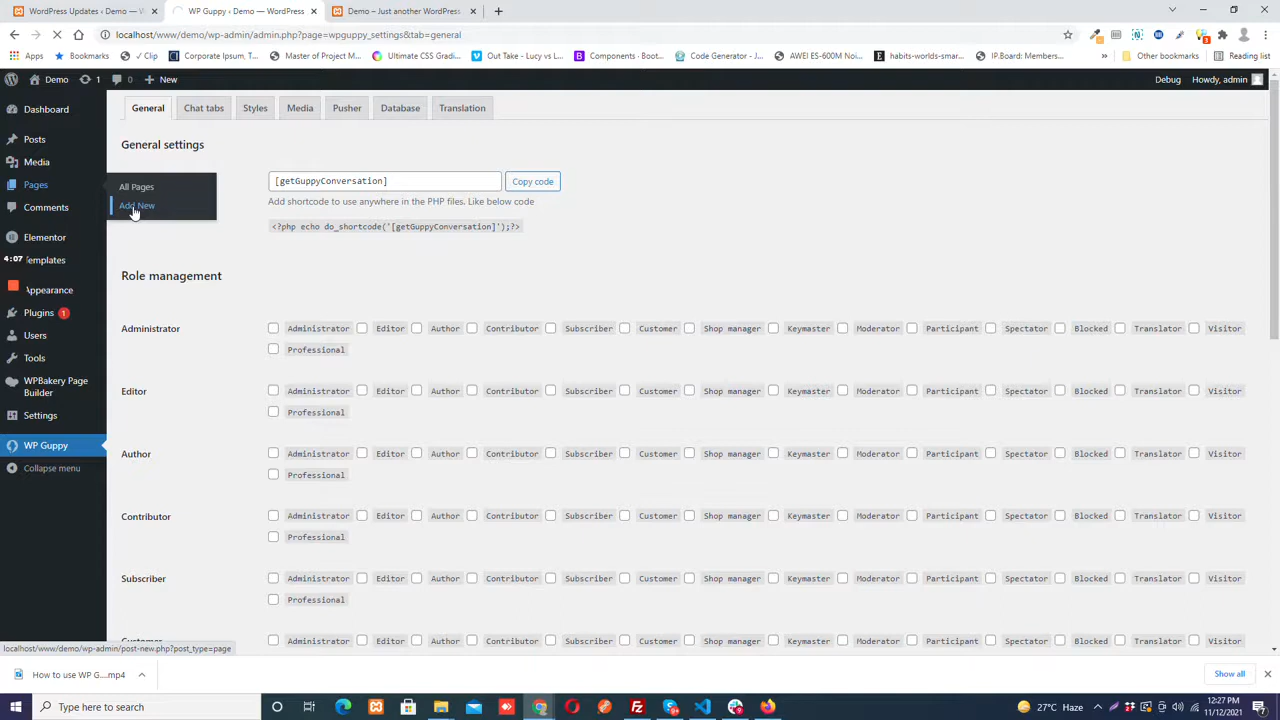 WordPress Updates ‹ Demo — WordP
WP Guppy ‹ Demo — WordPress
Demo – Just another WordPress
localhost/www/demo/wp-admin/admin.php?page=wpguppy_settings&tab=general
Apps
Bookmarks
√ Clip
Corporate Ipsum, T...
Master of Project M...
Ultimate CSS Gradi...
Out Take - Lucy v. L...
Components · Boot...
Code Generator - J...
AWEI ES-600M New...
habits-worlds-smar...
IP.Board: Members...
»
Other bookmarks
Reading list
Demo
1
0
New
Debug
Howdy, admin
Dashboard
Posts
Media
Pages
Comments
Elementor
4:07
Templates
Appearance
Plugins 1
Users
Tools
WPBakery Page
Builder
Settings
WP Guppy
Collapse menu
All Pages
Add New
General
Chat tabs
Styles
Media
Pusher
Database
Translation
General settings
[getGuppyConversation]
Copy code
Add shortcode to use anywhere in the PHP files. Like below code
<?php echo do_shortcode('[getGuppyConversation]');?>
Role management
Administrator
Administrator Editor Author Contributor Subscriber Customer Shop manager Keymaster Moderator Participant Spectator Blocked Translator Visitor
Professional
Editor
Administrator Editor Author Contributor Subscriber Customer Shop manager Keymaster Moderator Participant Spectator Blocked Translator Visitor
Professional
Author
Administrator Editor Author Contributor Subscriber Customer Shop manager Keymaster Moderator Participant Spectator Blocked Translator Visitor
Professional
Contributor
Administrator Editor Author Contributor Subscriber Customer Shop manager Keymaster Moderator Participant Spectator Blocked Translator Visitor
Professional
Subscriber
Administrator Editor Author Contributor Subscriber Customer Shop manager Keymaster Moderator Participant Spectator Blocked Translator Visitor
Professional
Customer
Administrator Editor Author Contributor Subscriber Customer Shop manager Keymaster Moderator Participant Spectator Blocked Translator Visitor
localhost/www/demo/wp-admin/post-new.php?post_type=page
How to use WP G....mp4
Show all
Type here to search
27°C Haze
12:27 PM
11/12/2021